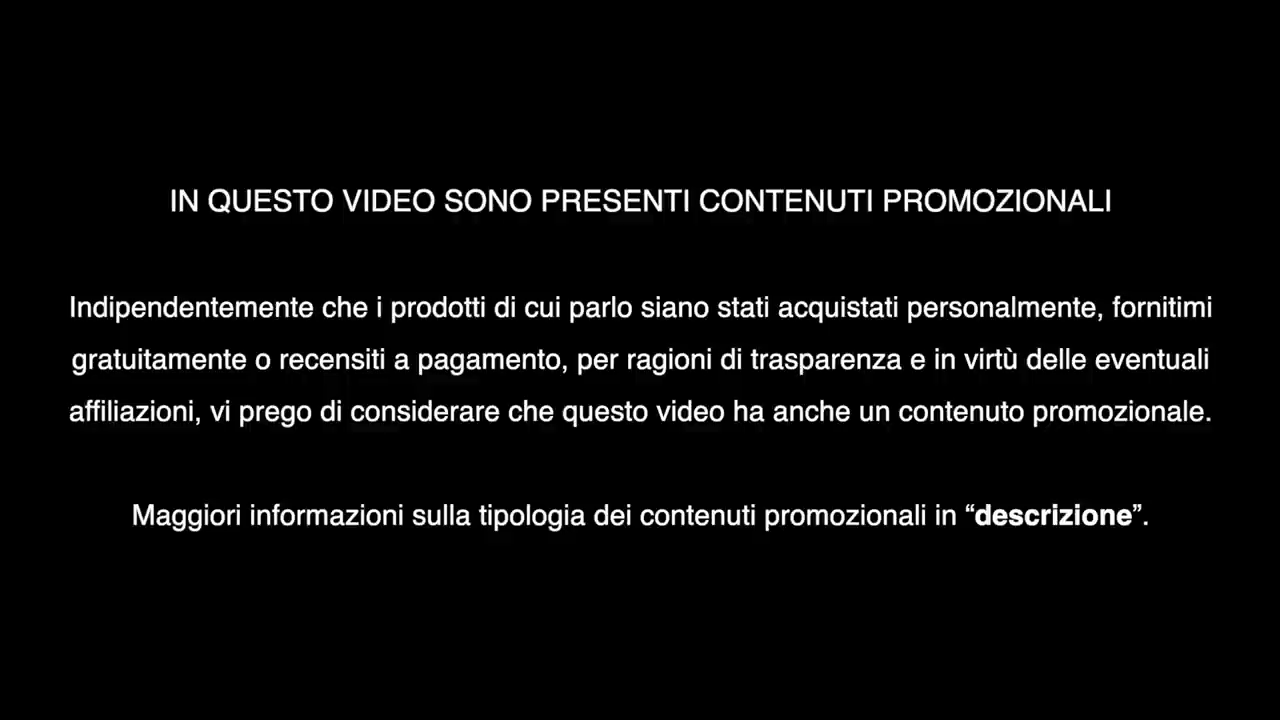 IN QUESTO VIDEO SONO PRESENTI CONTENUTI PROMOZIONALI
Indipendentemente che i prodotti di cui parlo siano stati acquistati personalmente, fornitimi
gratuitamente o recensiti a pagamento, per ragioni di trasparenza e in virtù delle eventuali
affiliazioni, vi prego di considerare che questo video ha anche un contenuto promozionale.
Maggiori informazioni sulla tipologia dei contenuti promozionali in “descrizione”.